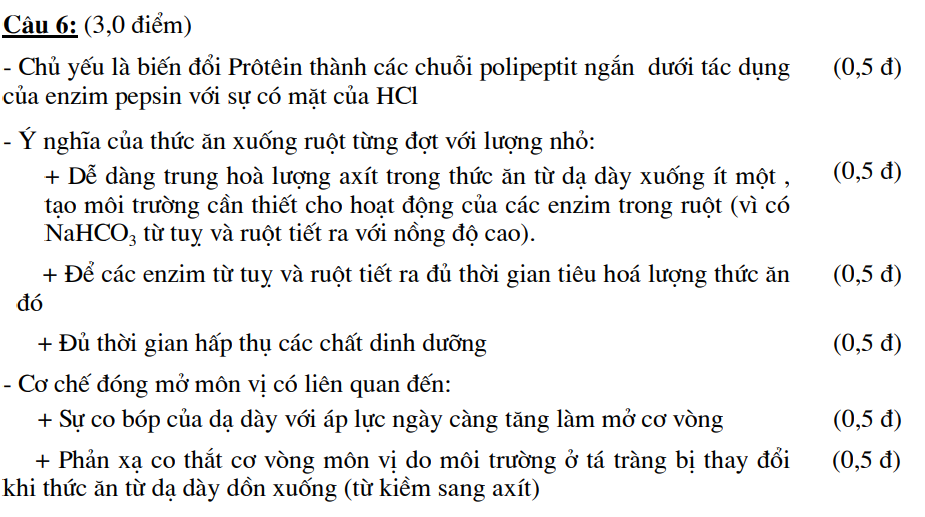 Câu 6: (3,0 điểm)
- Chủ yếu là biến đổi Prôtêin thành các chuỗi polipeptit ngắn dưới tác dụng (0,5 đ)
của enzim pepsin với sự có mặt của HCl
- Ý nghĩa của thức ăn xuống ruột từng đợt với lượng nhỏ:
+ Dễ dàng trung hoà lượng axít trong thức ăn từ dạ dày xuống ít một , (0,5 đ)
tạo môi trường cần thiết cho hoạt động của các enzim trong ruột (vì có
NaHCO₃ từ tuỵ và ruột tiết ra với nồng độ cao).
+ Để các enzim từ tuỵ và ruột tiết ra đủ thời gian tiêu hoá lượng thức ăn (0,5 đ)
đó
+ Đủ thời gian hấp thụ các chất dinh dưỡng (0,5 đ)
- Cơ chế đóng mở môn vị có liên quan đến:
+ Sự co bóp của dạ dày với áp lực ngày càng tăng làm mở cơ vòng (0,5 đ)
+ Phản xạ co thắt cơ vòng môn vị do môi trường ở tá tràng bị thay đổi (0,5 đ)
khi thức ăn từ dạ dày dồn xuống (từ kiềm sang axít)